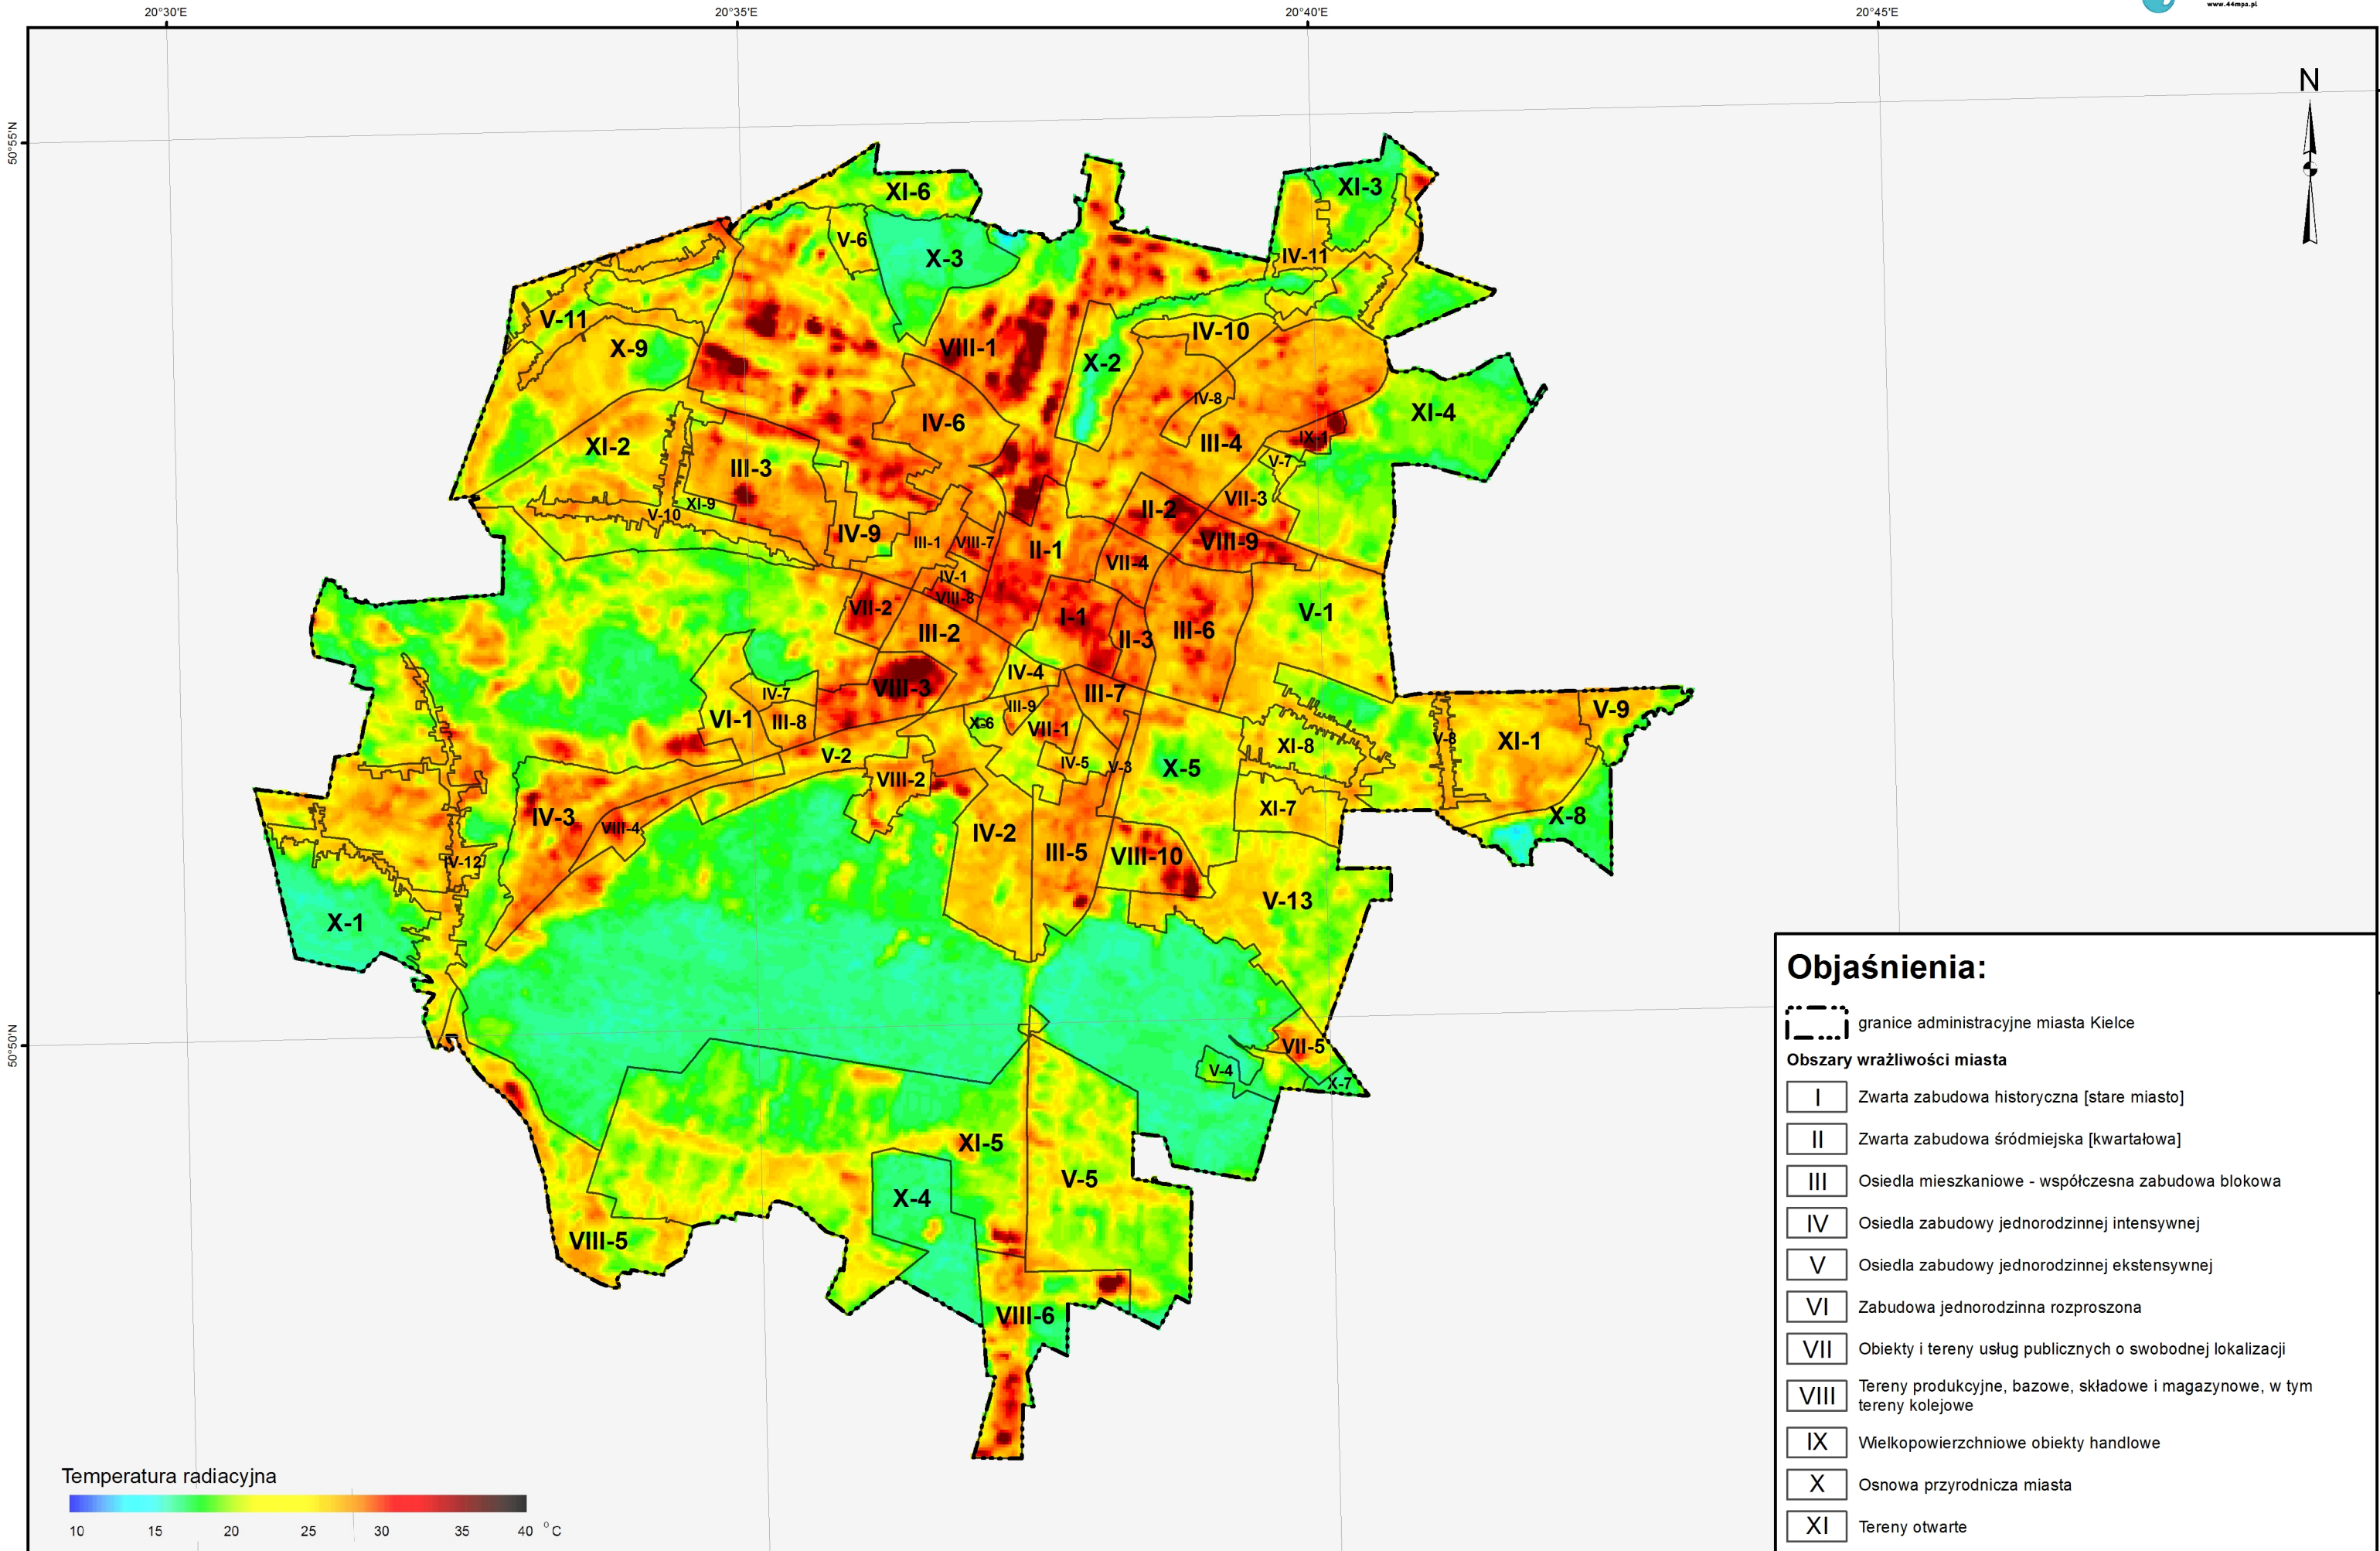 www.44mpa.pl
20°30'E 20°35'E 20°40'E 20°45'E
N
50°55'N
XI-6
XI-3
V-6
X-3
IV-11
V-11
IV-10
X-9
VIII-1
X-2
IV-8
XI-4
IV-6
XI-2
III-4
IX-1
III-3
V-7
VII-3
XI-9
V-10
II-2
IV-9
III-1
VIII-7
II-1
VIII-9
VII-4
IV-1
VIII-8
VII-2
I-1
V-1
III-2
II-3
III-6
IV-4
VIII-3
IV-7
III-7
III-9
V-9
VI-1
III-8
X-6
VII-1
V-8
XI-1
XI-8
V-2
IV-5
V-3
X-5
VIII-2
XI-7
IV-3
X-8
VIII-4
IV-2
III-5
VIII-10
V-12
V-13
X-1
50°50'N
VII-5
V-4
X-7
XI-5
V-5
X-4
VIII-5
VIII-6
Objaśnienia:
granice administracyjne miasta Kielce
Obszary wrażliwości miasta
I Zwarta zabudowa historyczna [stare miasto]
II Zwarta zabudowa śródmiejska [kwartałowa]
III Osiedla mieszkaniowe - współczesna zabudowa blokowa
IV Osiedla zabudowy jednorodzinnej intensywnej
V Osiedla zabudowy jednorodzinnej ekstensywnej
VI Zabudowa jednorodzinna rozproszona
VII Obiekty i tereny usług publicznych o swobodnej lokalizacji
VIII Tereny produkcyjne, bazowe, składowe i magazynowe, w tym
tereny kolejowe
IX Wielkopowierzchniowe obiekty handlowe
X Osnowa przyrodnicza miasta
XI Tereny otwarte
Temperatura radiacyjna
10 15 20 25 30 35 40 °C